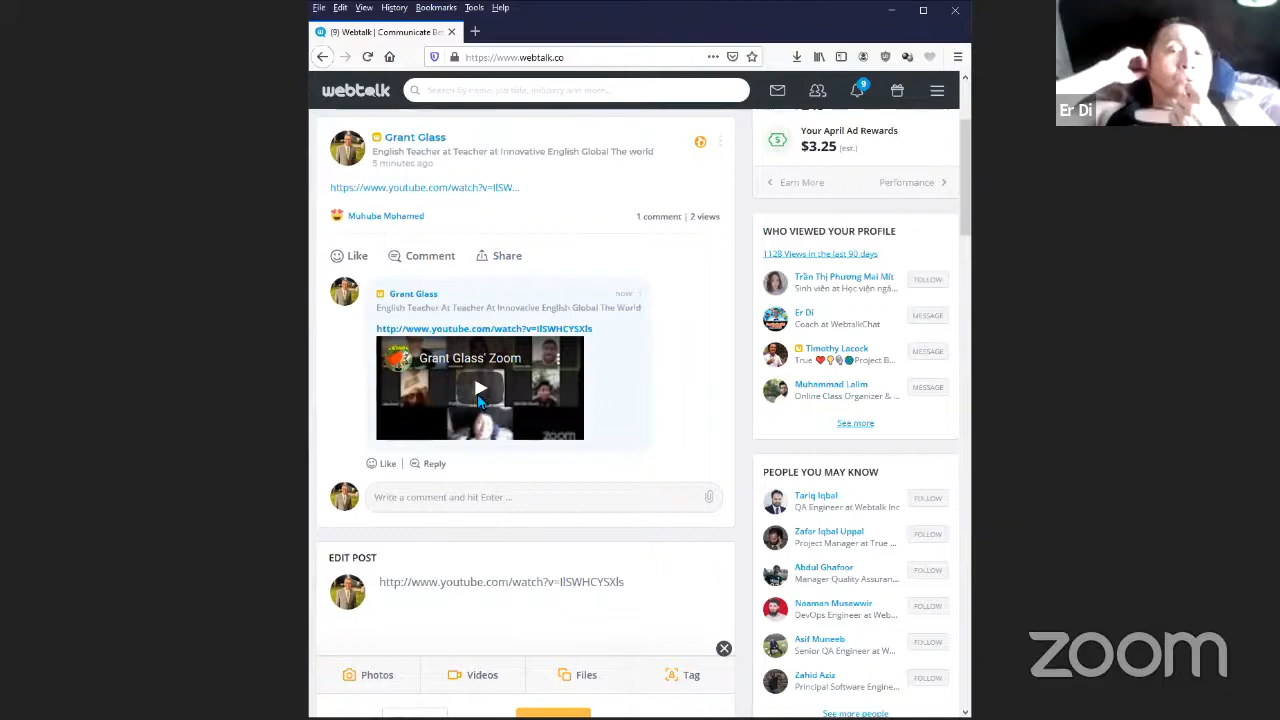 File Edit View History Bookmarks Tools Help
(9) Webtalk | Communicate Be
https://www.webtalk.co
webtalk
Search by name, job title, industry and more...
9
Grant Glass
English Teacher at Teacher at Innovative English Global The world
5 minutes ago
https://www.youtube.com/watch?v=IlSW...
Muhuba Mohamed
1 comment | 2 views
Like Comment Share
Grant Glass
now
English Teacher At Teacher At Innovative English Global The World
http://www.youtube.com/watch?v=IlSWHCYSXls
Grant Glass' Zoom
zoom
Like | Reply
Write a comment and hit Enter ...
EDIT POST
http://www.youtube.com/watch?v=IlSWHCYSXls
Photos Videos Files Tag
Your April Ad Rewards
$3.25 (est.)
Earn More Performance
WHO VIEWED YOUR PROFILE
1128 Views in the last 90 days
Trần Thị Phương Mai Mít
Sinh viên at Học viện ngâ...
FOLLOW
Er Di
Coach at WebtalkChat
MESSAGE
Timothy Lacock
True ❤️💡🌎Project B...
MESSAGE
Muhammad Lalim
Online Class Organizer & ...
MESSAGE
See more
PEOPLE YOU MAY KNOW
Tariq Iqbal
QA Engineer at Webtalk Inc
FOLLOW
Zafar Iqbal Uppal
Project Manager at True ...
FOLLOW
Abdul Ghafoor
Manager Quality Assuran...
FOLLOW
Naaman Musawwir
DevOps Engineer at Web...
FOLLOW
Asif Muneeb
Senior QA Engineer at W...
FOLLOW
Zahid Aziz
Principal Software Engine...
FOLLOW
See more people
Er Di
zoom